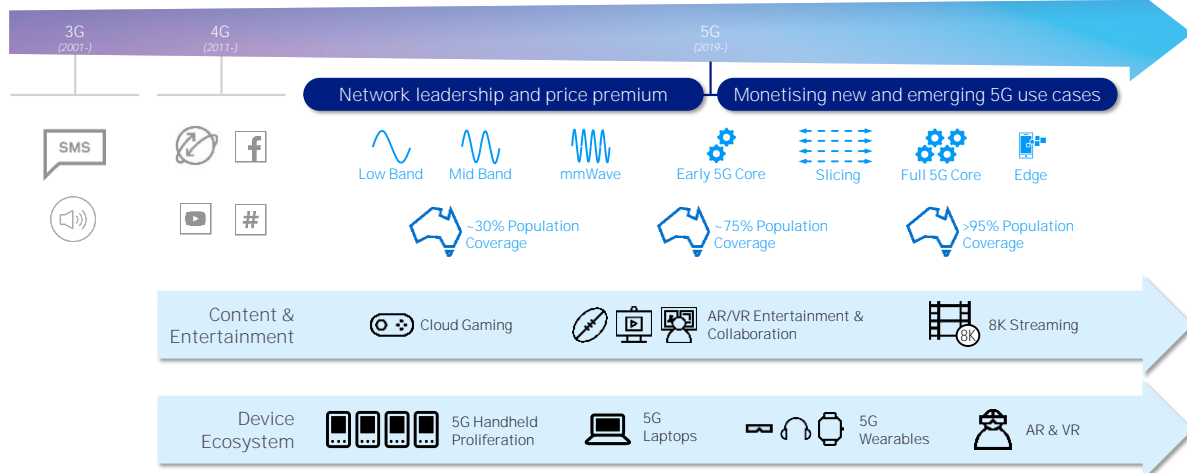 3G
(2001-)
4G
(2011-)
5G
(2019-)
Network leadership and price premium
Monetising new and emerging 5G use cases
SMS
f
#
Low Band
Mid Band
mmWave
Early 5G Core
Slicing
Full 5G Core
Edge
~30% Population
Coverage
~75% Population
Coverage
>95% Population
Coverage
Content &
Entertainment
Cloud Gaming
AR/VR Entertainment &
Collaboration
8K
8K Streaming
Device
Ecosystem
5G Handheld
Proliferation
5G
Laptops
5G
Wearables
AR & VR